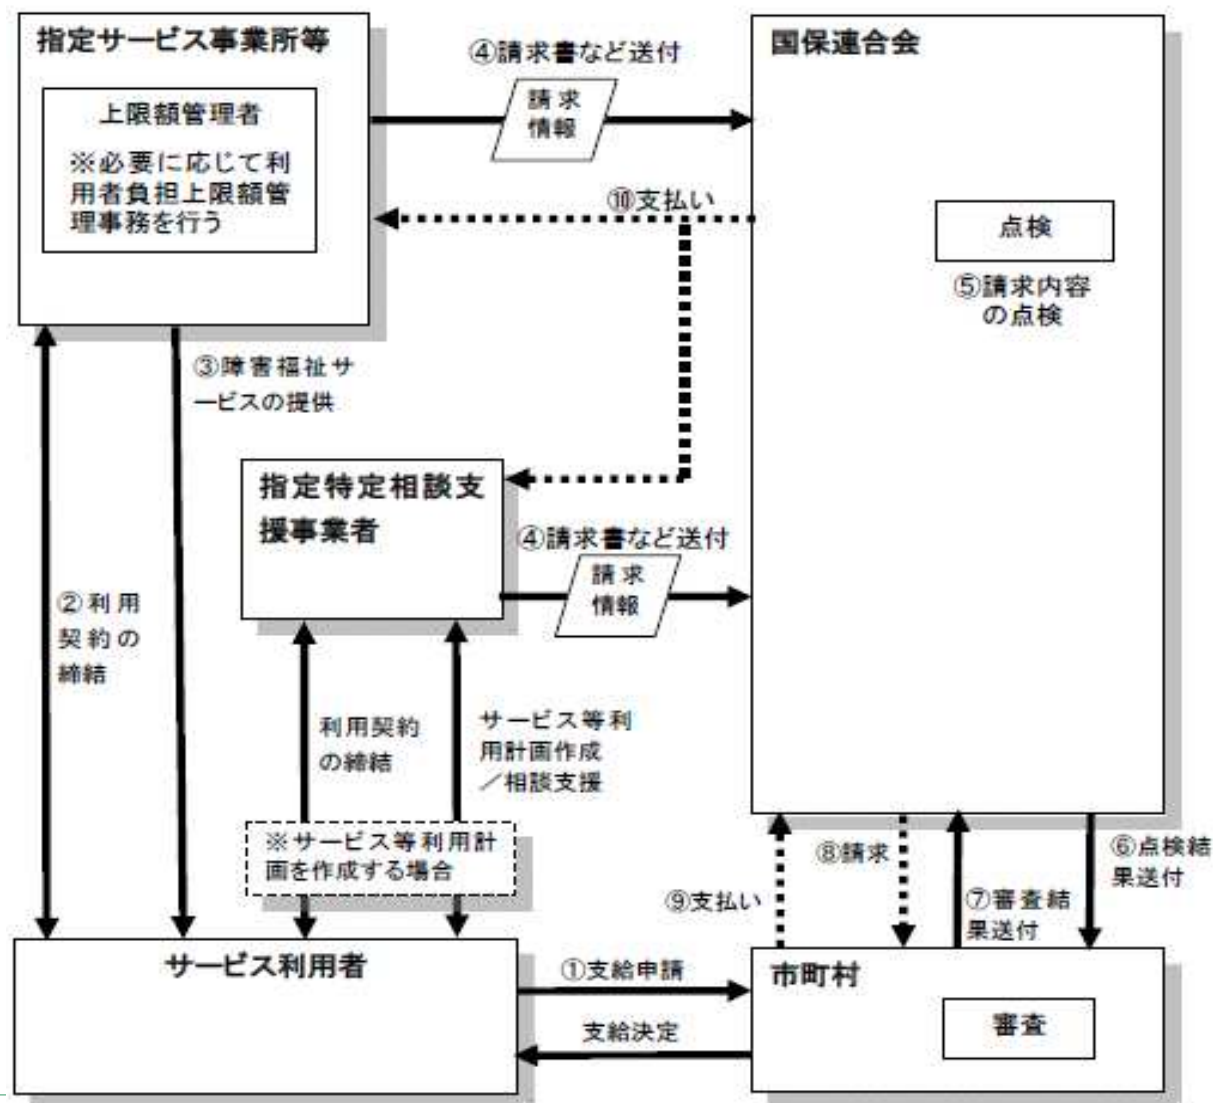 指定サービス事業所等
上限額管理者
※必要に応じて利
用者負担上限額管
理事務を行う
④請求書など送付
請求
情報
国保連合会
⑩支払い
点検
⑤請求内容
の点検
③障害福祉サ
ービスの提供
指定特定相談支
援事業者
④請求書など送付
請求
情報
②利用
契約の
締結
利用契約
の締結
サービス等利
用計画作成
／相談支援
※サービス等利用計
画を作成する場合
⑨支払い
⑧請求
⑦審査結
果送付
⑥点検結
果送付
サービス利用者
①支給申請
支給決定
市町村
審査